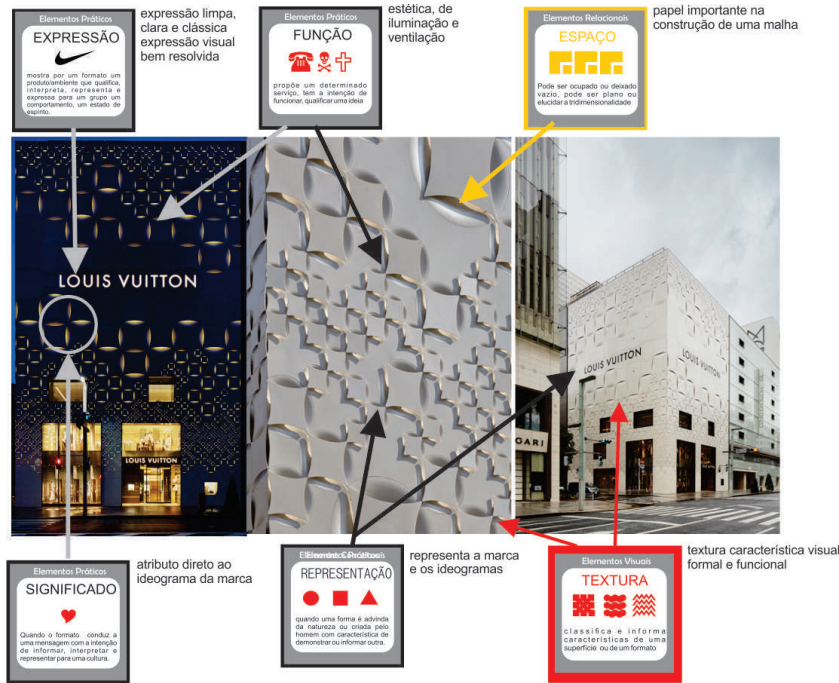 Elementos Práticos
EXPRESSÃO
mostra por um formato um
produto/ambiente que qualifica,
interpreta, representa e
expressa para um grupo um
comportamento, um estado de
espírito.
expressão limpa,
clara e clássica
expressão visual
bem resolvida
Elementos Práticos
FUNÇÃO
propõe um determinado
serviço, tem a intenção de
funcionar, qualificar uma ideia
estética, de
iluminação e
ventilação
Elementos Relacionais
ESPAÇO
Pode ser ocupado ou deixado
vazio, pode ser plano ou
elucidar a tridimensionalidade
papel importante na
construção de uma malha
LOUIS VUITTON
LOUIS VUITTON
LOUIS VUITTON
LOUIS VUITTON
GARI
Elementos Práticos
SIGNIFICADO
Quando o formato conduz a
uma mensagem com a intenção
de informar, interpretar e
representar para uma cultura.
atributo direto ao
ideograma da marca
REPRESENTAÇÃO
quando uma forma é advinda
da natureza ou criada pelo
homem com característica de
demonstrar ou informar outra.
representa a marca
e os ideogramas
Elementos Visuais
TEXTURA
classifica e informa
características de uma
superfície ou de um formato
textura característica visual
formal e funcional